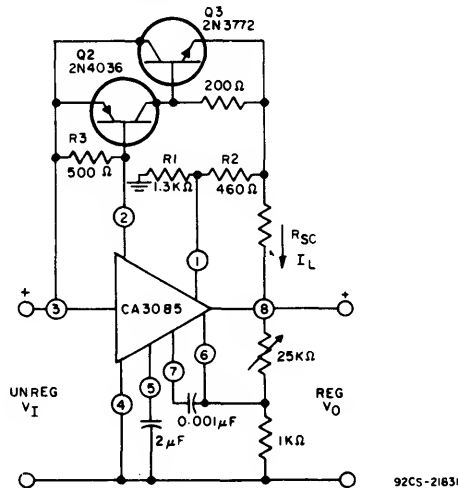 Q3
2N3772
Q2
2N4036
200Ω
R3
500Ω
R1
1.3KΩ
R2
460Ω
RSC
IL
2
1
+
3
CA3085
8
+
6
7
5
4
25KΩ
UNREG
VI
REG
VO
0.001μF
2μF
1KΩ
92CS-21830